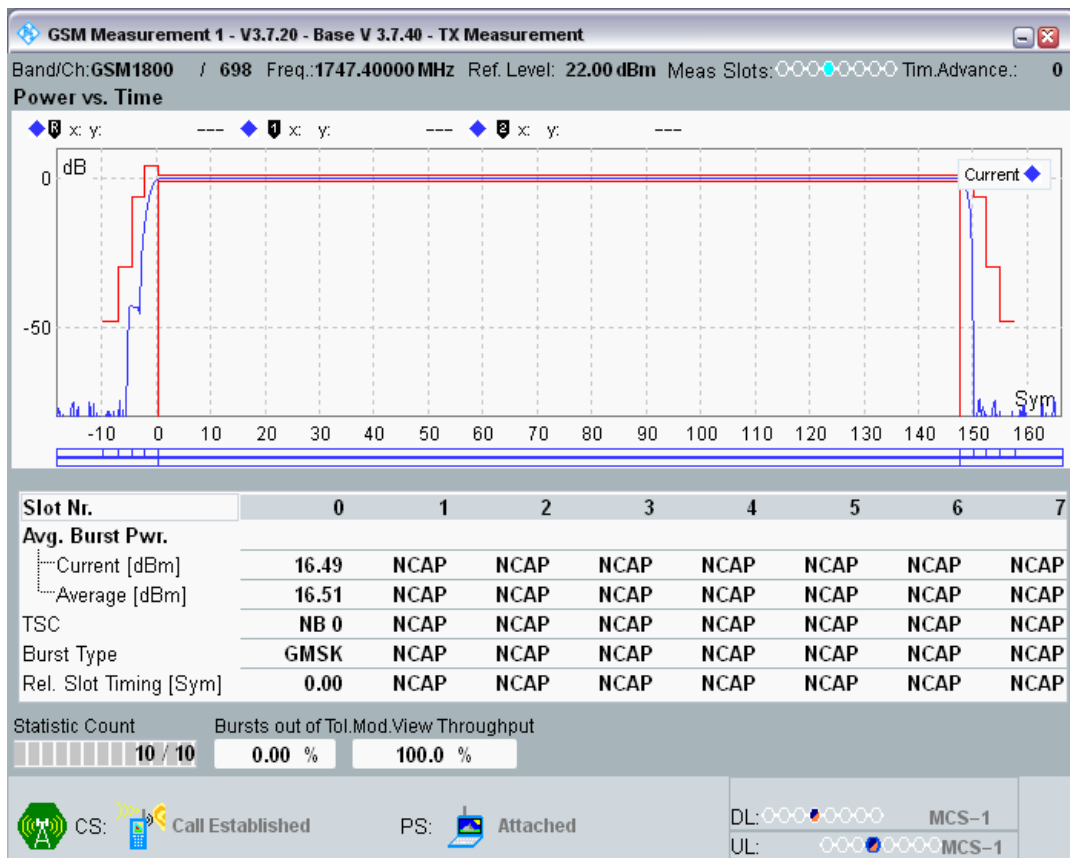 GSM Measurement 1 - V3.7.20 - Base V 3.7.40 - TX Measurement
Band/Ch:GSM1800 / 698 Freq.:1747.40000 MHz Ref. Level: 22.00 dBm Meas Slots: Tim.Advance.: 0
Power vs. Time
R x: y: --- 1 x: y: --- 2 x: y: ---
dB
Current
0
-50
Sym
-10 0 10 20 30 40 50 60 70 80 90 100 110 120 130 140 150 160
Slot Nr. 0 1 2 3 4 5 6 7
Avg. Burst Pwr.
Current [dBm] 16.49 NCAP NCAP NCAP NCAP NCAP NCAP NCAP
Average [dBm] 16.51 NCAP NCAP NCAP NCAP NCAP NCAP NCAP
TSC NB 0 NCAP NCAP NCAP NCAP NCAP NCAP NCAP
Burst Type GMSK NCAP NCAP NCAP NCAP NCAP NCAP NCAP
Rel. Slot Timing [Sym] 0.00 NCAP NCAP NCAP NCAP NCAP NCAP NCAP
Statistic Count Bursts out of Tol.Mod.View Throughput
10 / 10 0.00 % 100.0 %
CS: Call Established PS: Attached
DL: MCS-1
UL: MCS-1